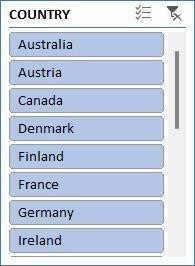 COUNTRY
Australia
Austria
Canada
Denmark
Finland
France
Germany
Ireland